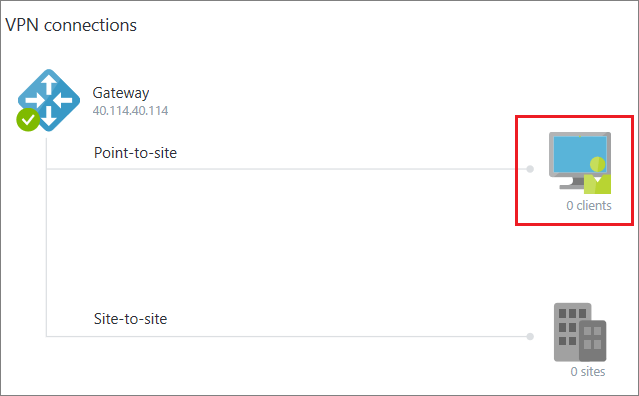 VPN connections
Gateway
40.114.40.114
Point-to-site
0 clients
Site-to-site
0 sites